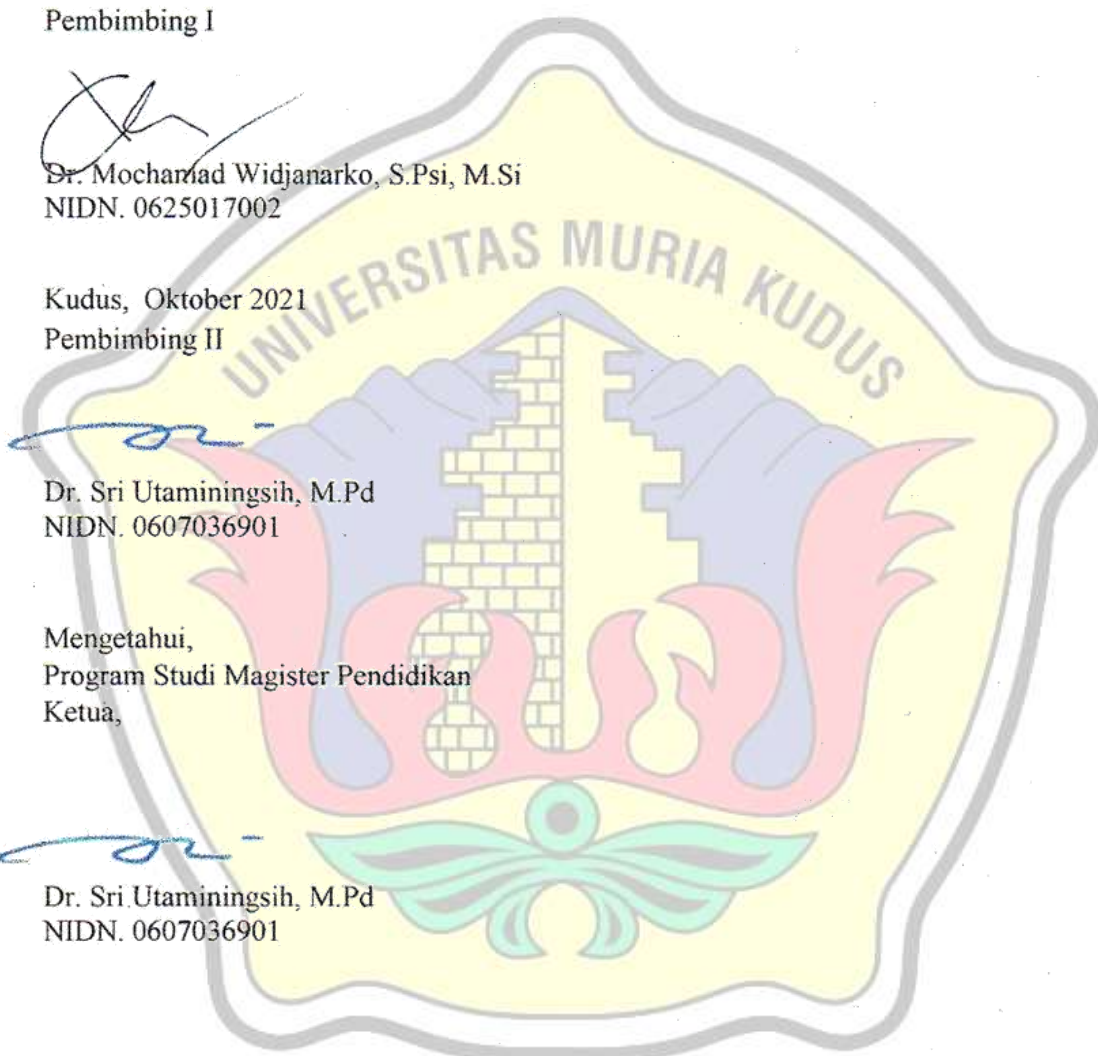 Pembimbing I
Dr. Mochamad Widjanarko, S.Psi, M.Si
NIDN. 0625017002
UNIVERSITAS MURIA KUDUS
Kudus, Oktober 2021
Pembimbing II
Dr. Sri Utaminingsih, M.Pd
NIDN. 0607036901
Mengetahui,
Program Studi Magister Pendidikan
Ketua,
Dr. Sri Utaminingsih, M.Pd
NIDN. 0607036901